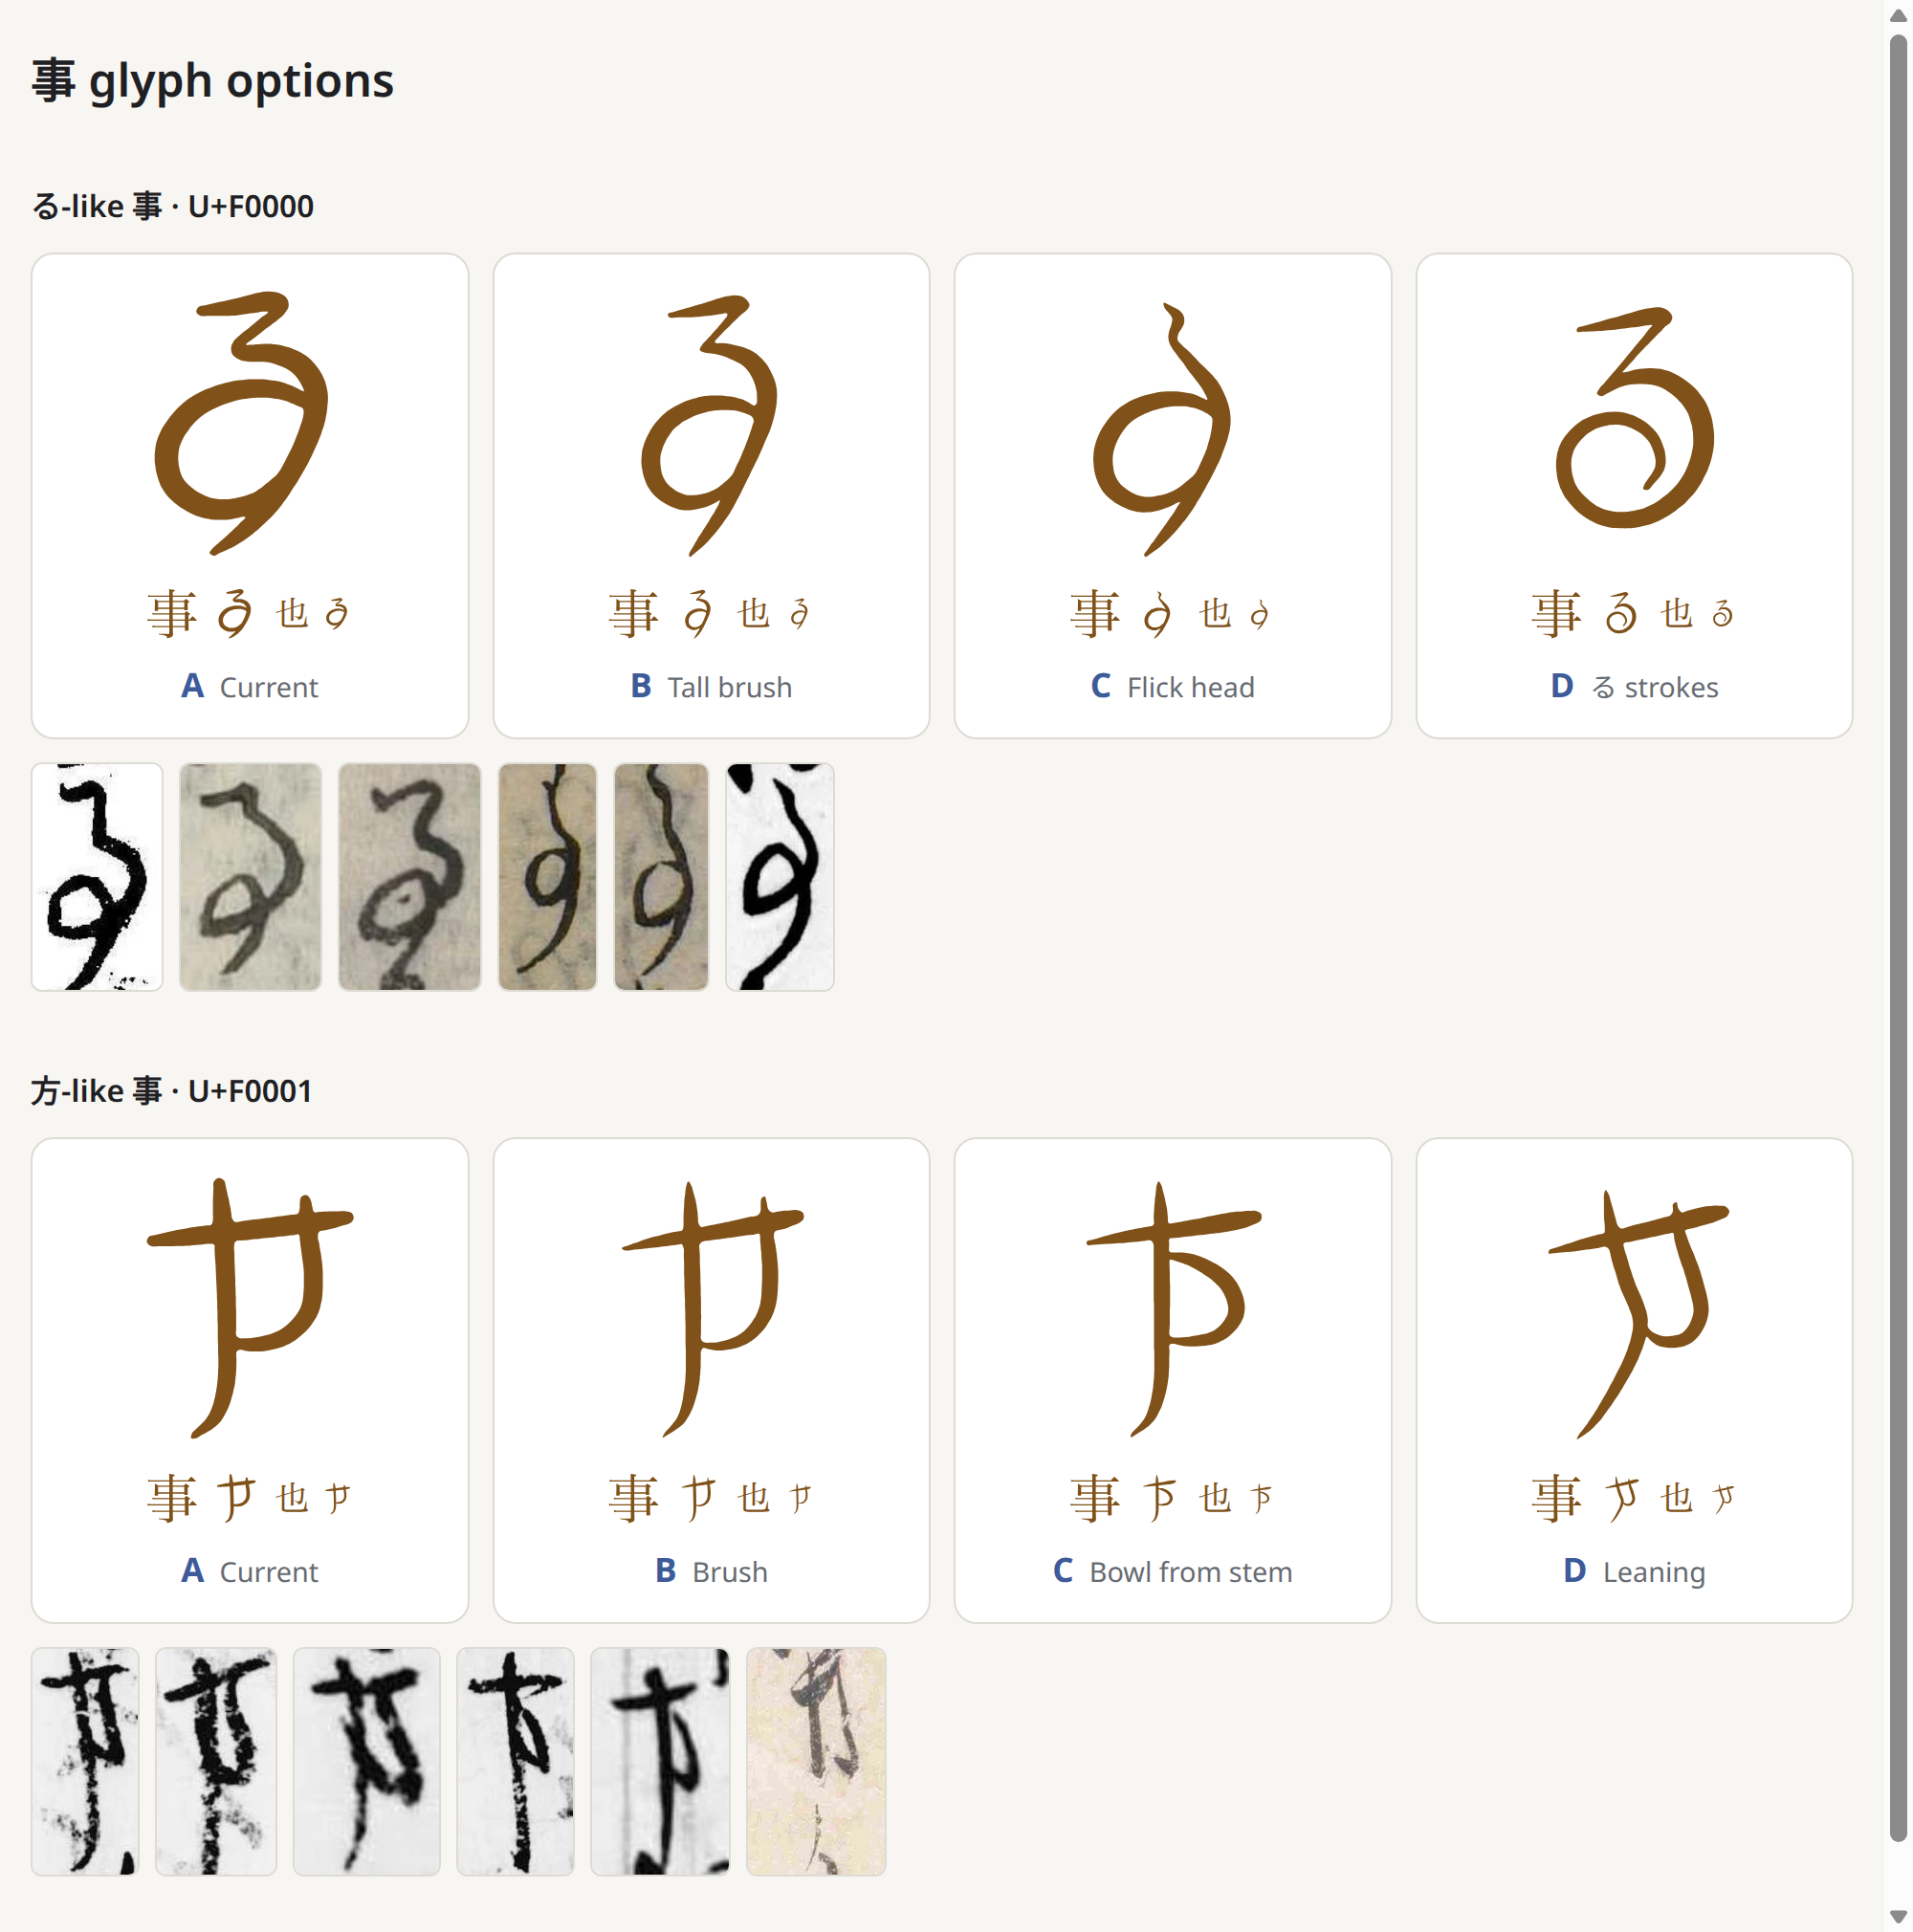 事 glyph options
る-like 事 · U+F0000
事 也
A Current
事 也
B Tall brush
事 也
C Flick head
事 也
D る strokes
方-like 事 · U+F0001
事 也
A Current
事 也
B Brush
事 也
C Bowl from stem
事 也
D Leaning